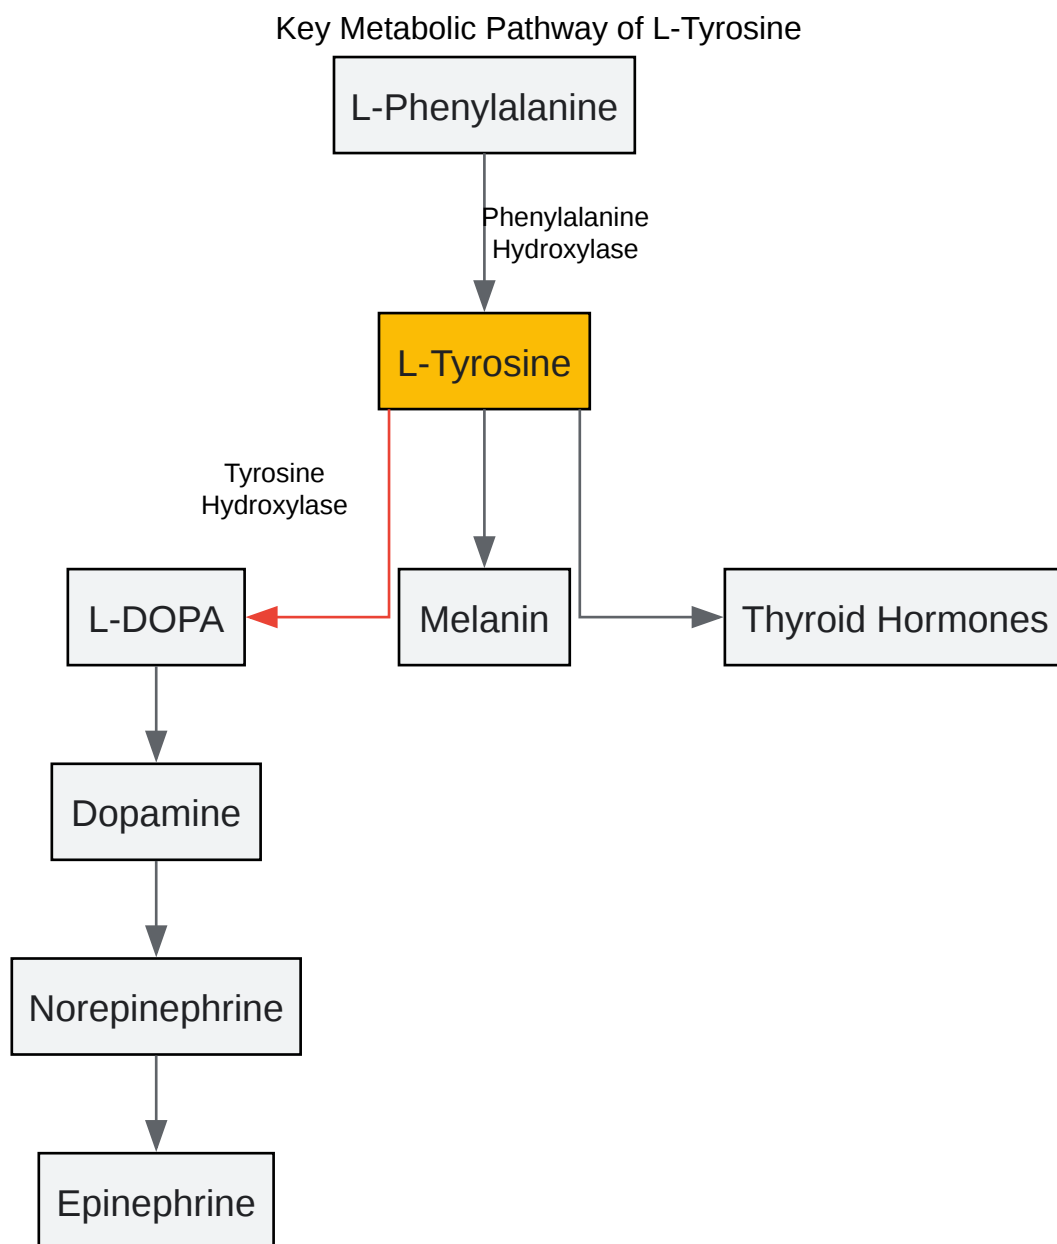 Key Metabolic Pathway of L-Tyrosine
L-Phenylalanine
Phenylalanine
Hydroxylase
L-Tyrosine
Tyrosine
Hydroxylase
L-DOPA
Melanin
Thyroid Hormones
Dopamine
Norepinephrine
Epinephrine